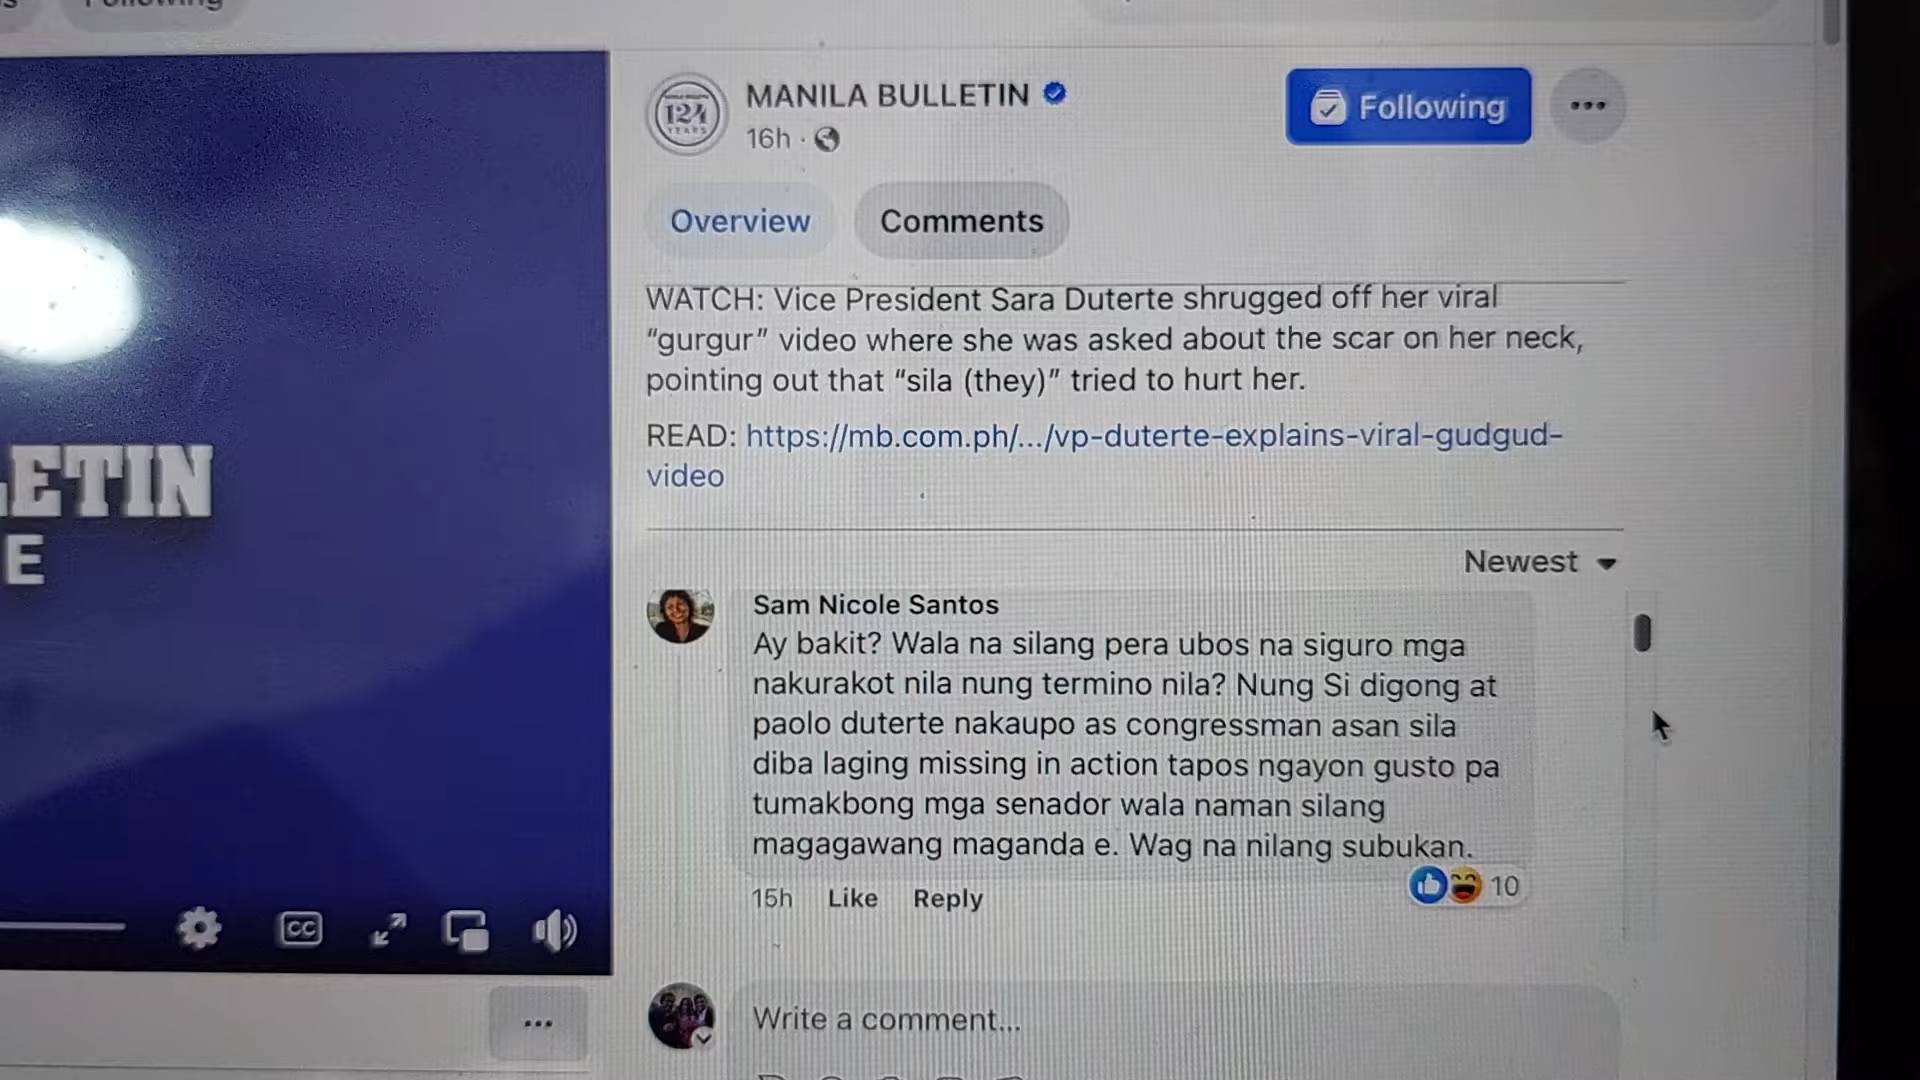 MANILA BULLETIN
16h
124
YEARS
Following
Overview
Comments
WATCH: Vice President Sara Duterte shrugged off her viral
“gurgur” video where she was asked about the scar on her neck,
pointing out that “sila (they)” tried to hurt her.
READ: https://mb.com.ph/.../vp-duterte-explains-viral-gudgud-
video
Newest
Sam Nicole Santos
Ay bakit? Wala na silang pera ubos na siguro mga
nakurakot nila nung termino nila? Nung Si digong at
paolo duterte nakaupo as congressman asan sila
diba laging missing in action tapos ngayon gusto pa
tumakbong mga senador wala naman silang
magagawang maganda e. Wag na nilang subukan.
15h Like Reply
10
Write a comment...
LETIN
E
CC